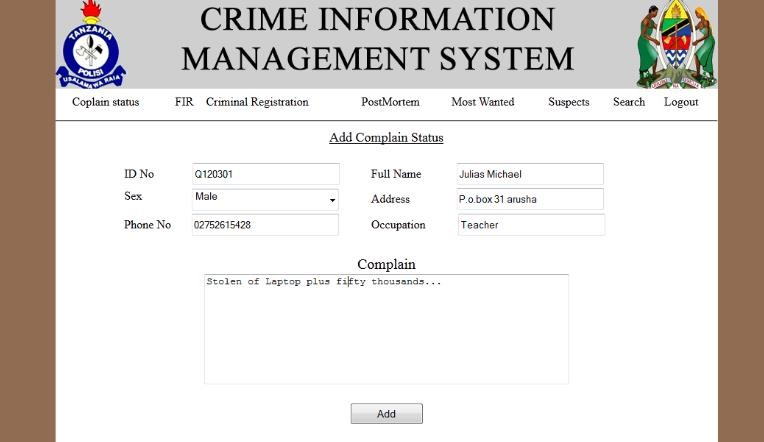 CRIME INFORMATION
MANAGEMENT SYSTEM
TANZANIA
POLISI
USALAMA WA RAIA
Coplain status FIR Criminal Registration PostMortem Most Wanted Suspects Search Logout
Add Complain Status
ID No Q120301 Full Name Julias Michael
Sex Male Address P.o.box 31 arusha
Phone No 02752615428 Occupation Teacher
Complain
Stolen of Laptop plus fifty thousands...
Add